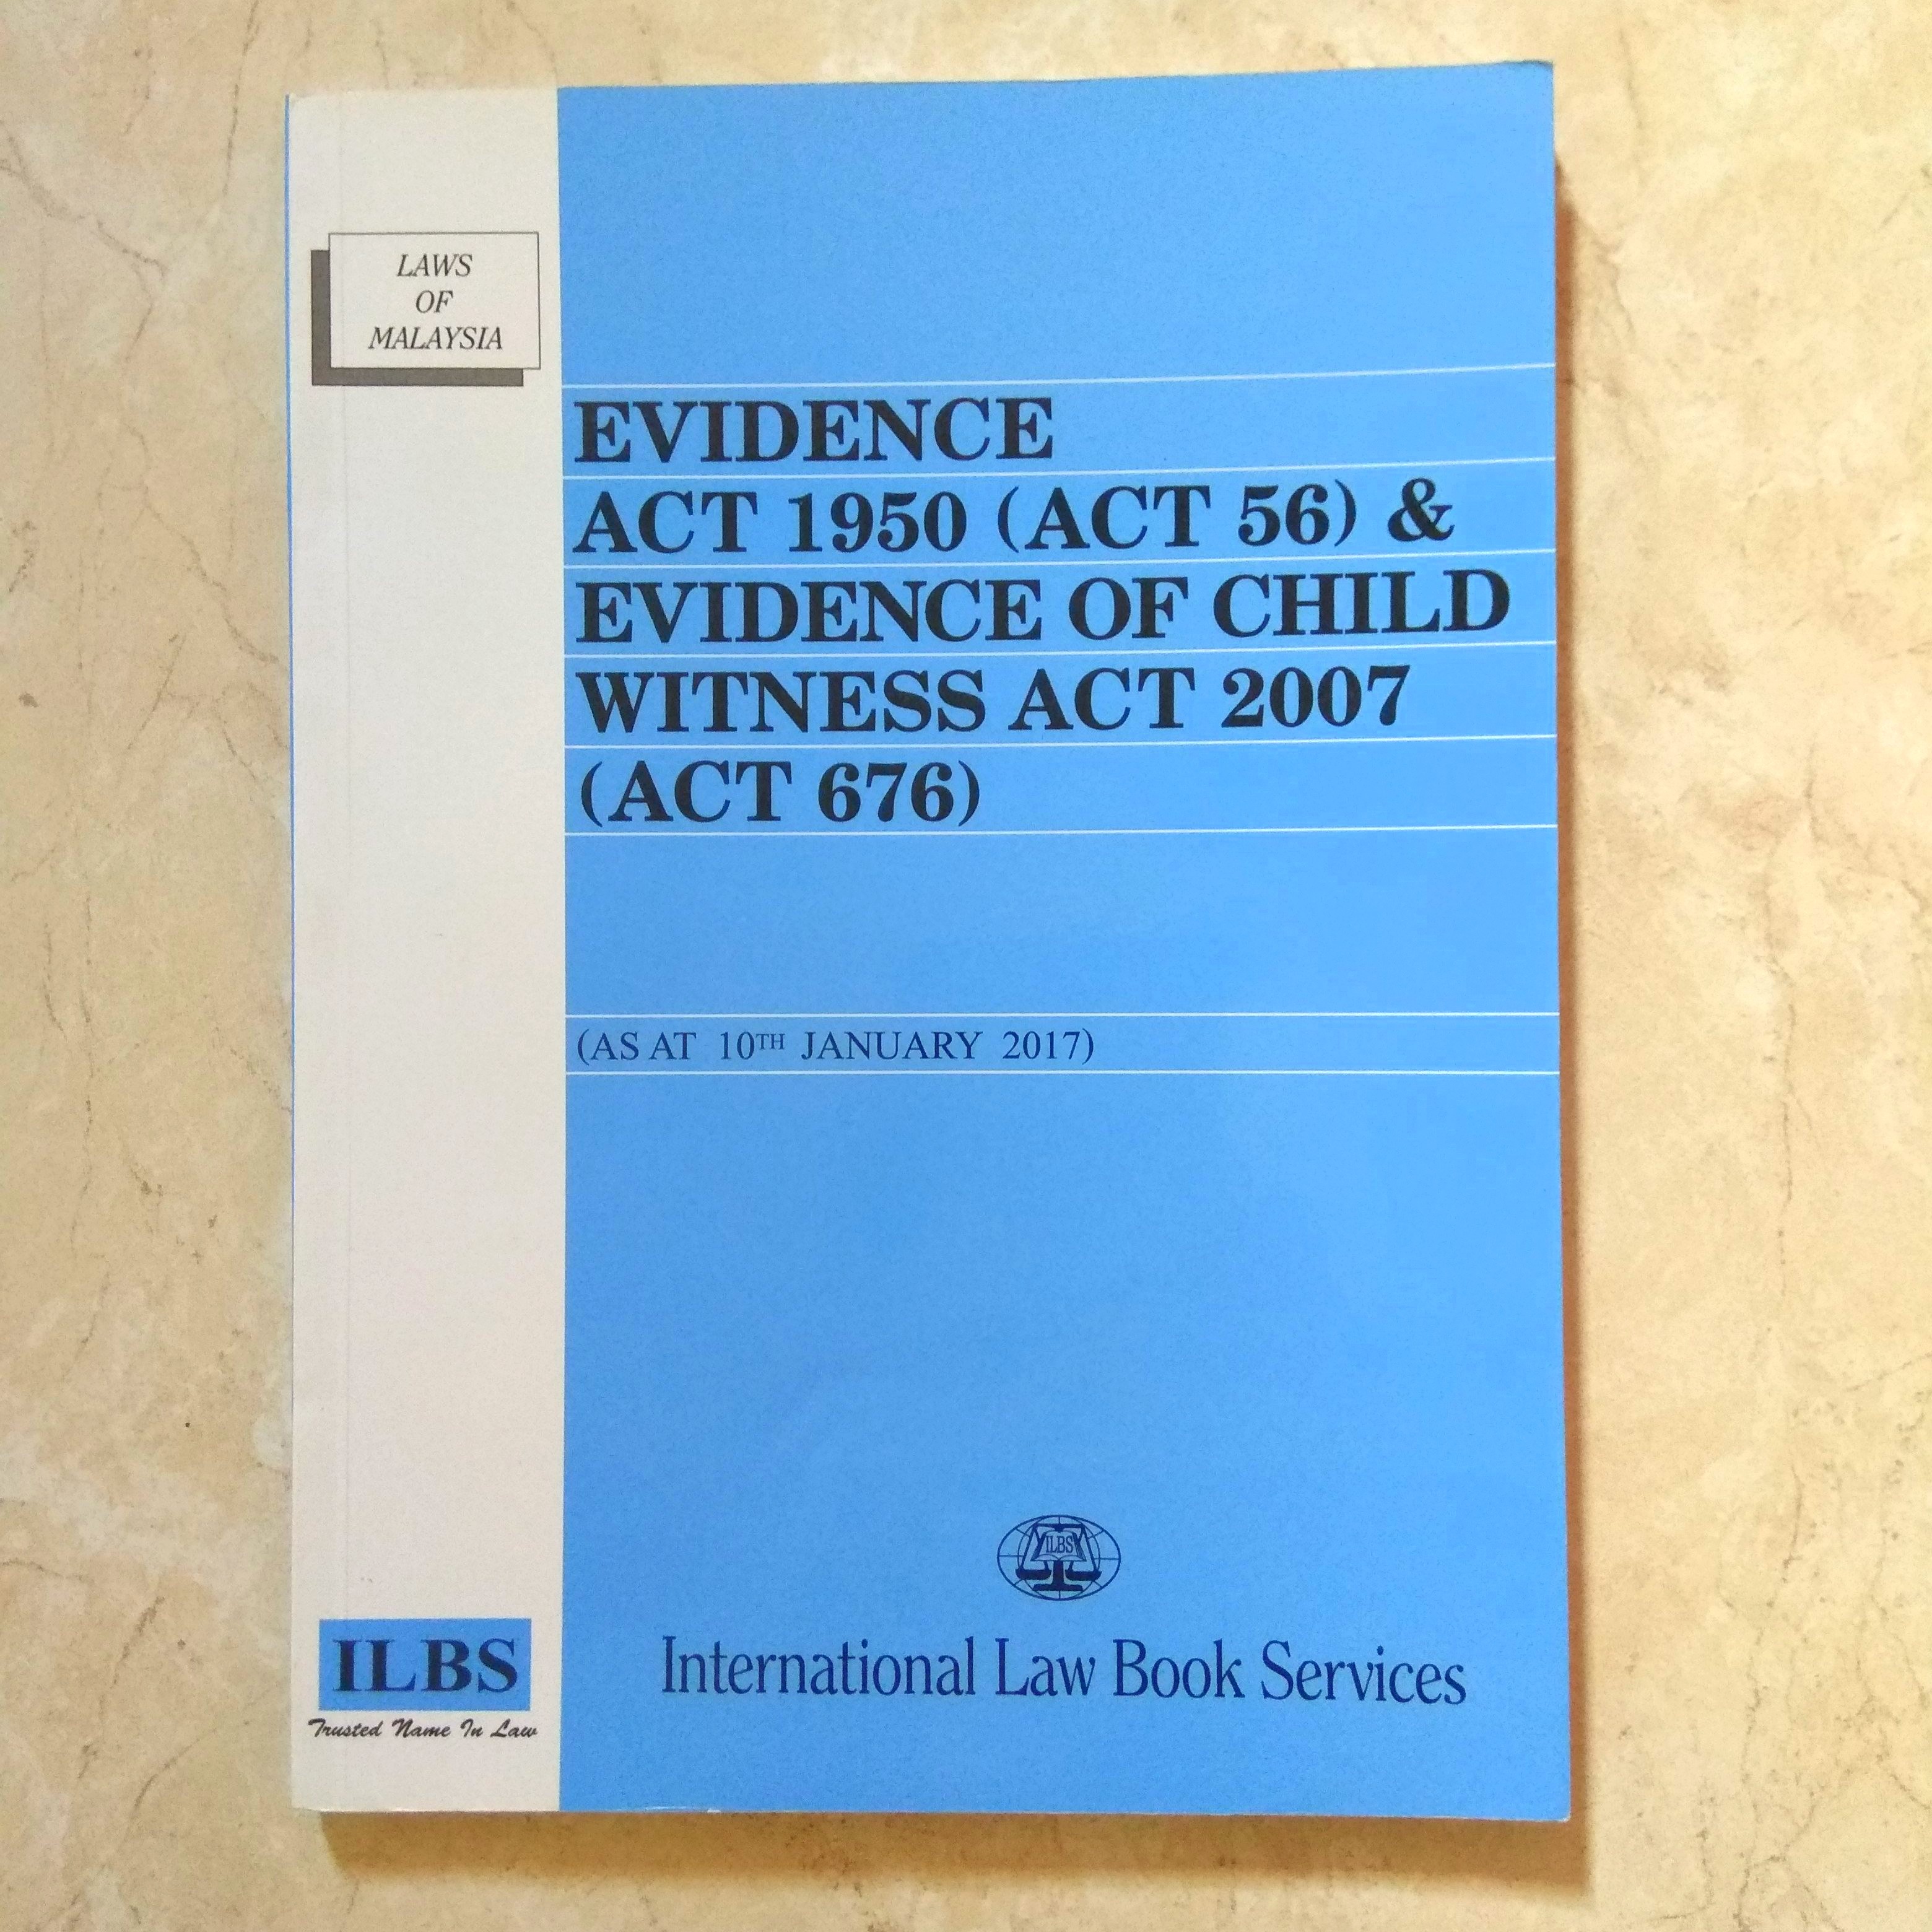 LAWS
OF
MALAYSIA
EVIDENCE
ACT 1950 (ACT 56) &
EVIDENCE OF CHILD
WITNESS ACT 2007
(ACT 676)
(AS AT 10TH JANUARY 2017)
ILBS
International Law Book Services
ILBS
Trusted Name In Law